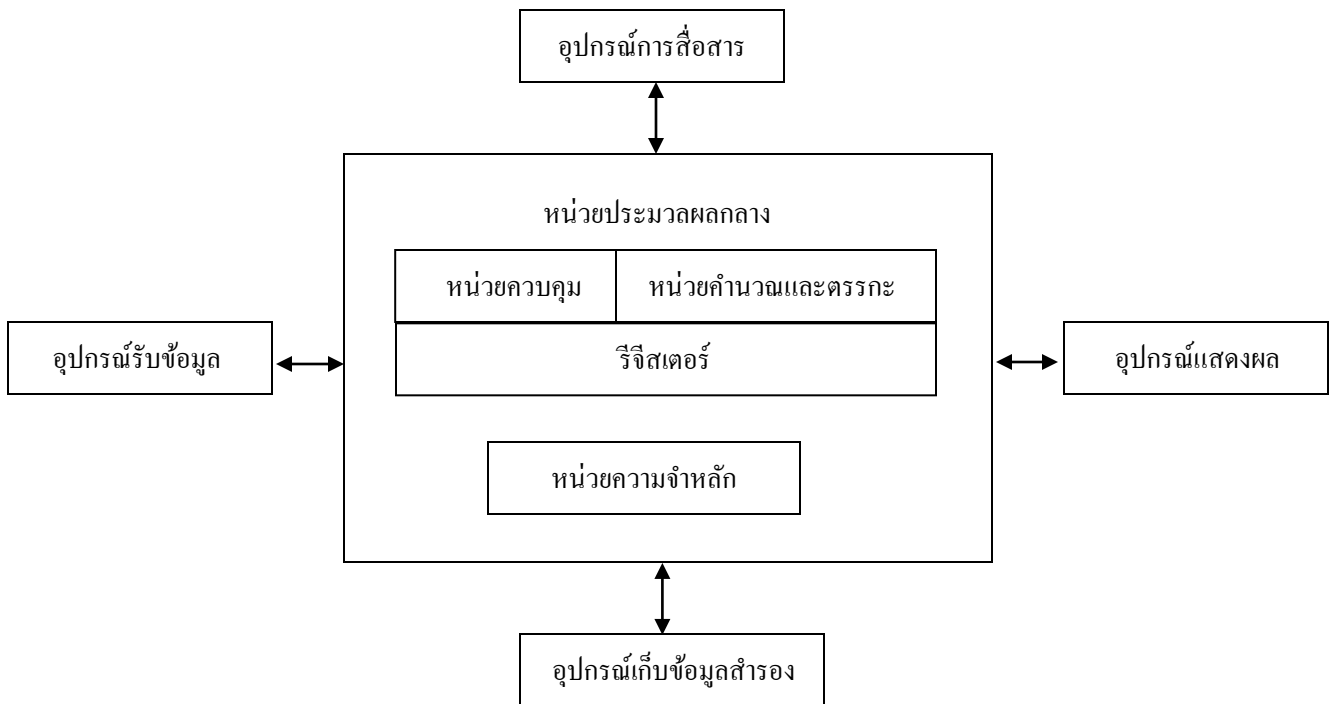 อุปกรณ์การสื่อสาร
หน่วยประมวลผลกลาง
หน่วยควบคุม
หน่วยคำนวณและตรรกะ
อุปกรณ์รับข้อมูล
รีจีสเตอร์
อุปกรณ์แสดงผล
หน่วยความจำหลัก
อุปกรณ์เก็บข้อมูลสำรอง